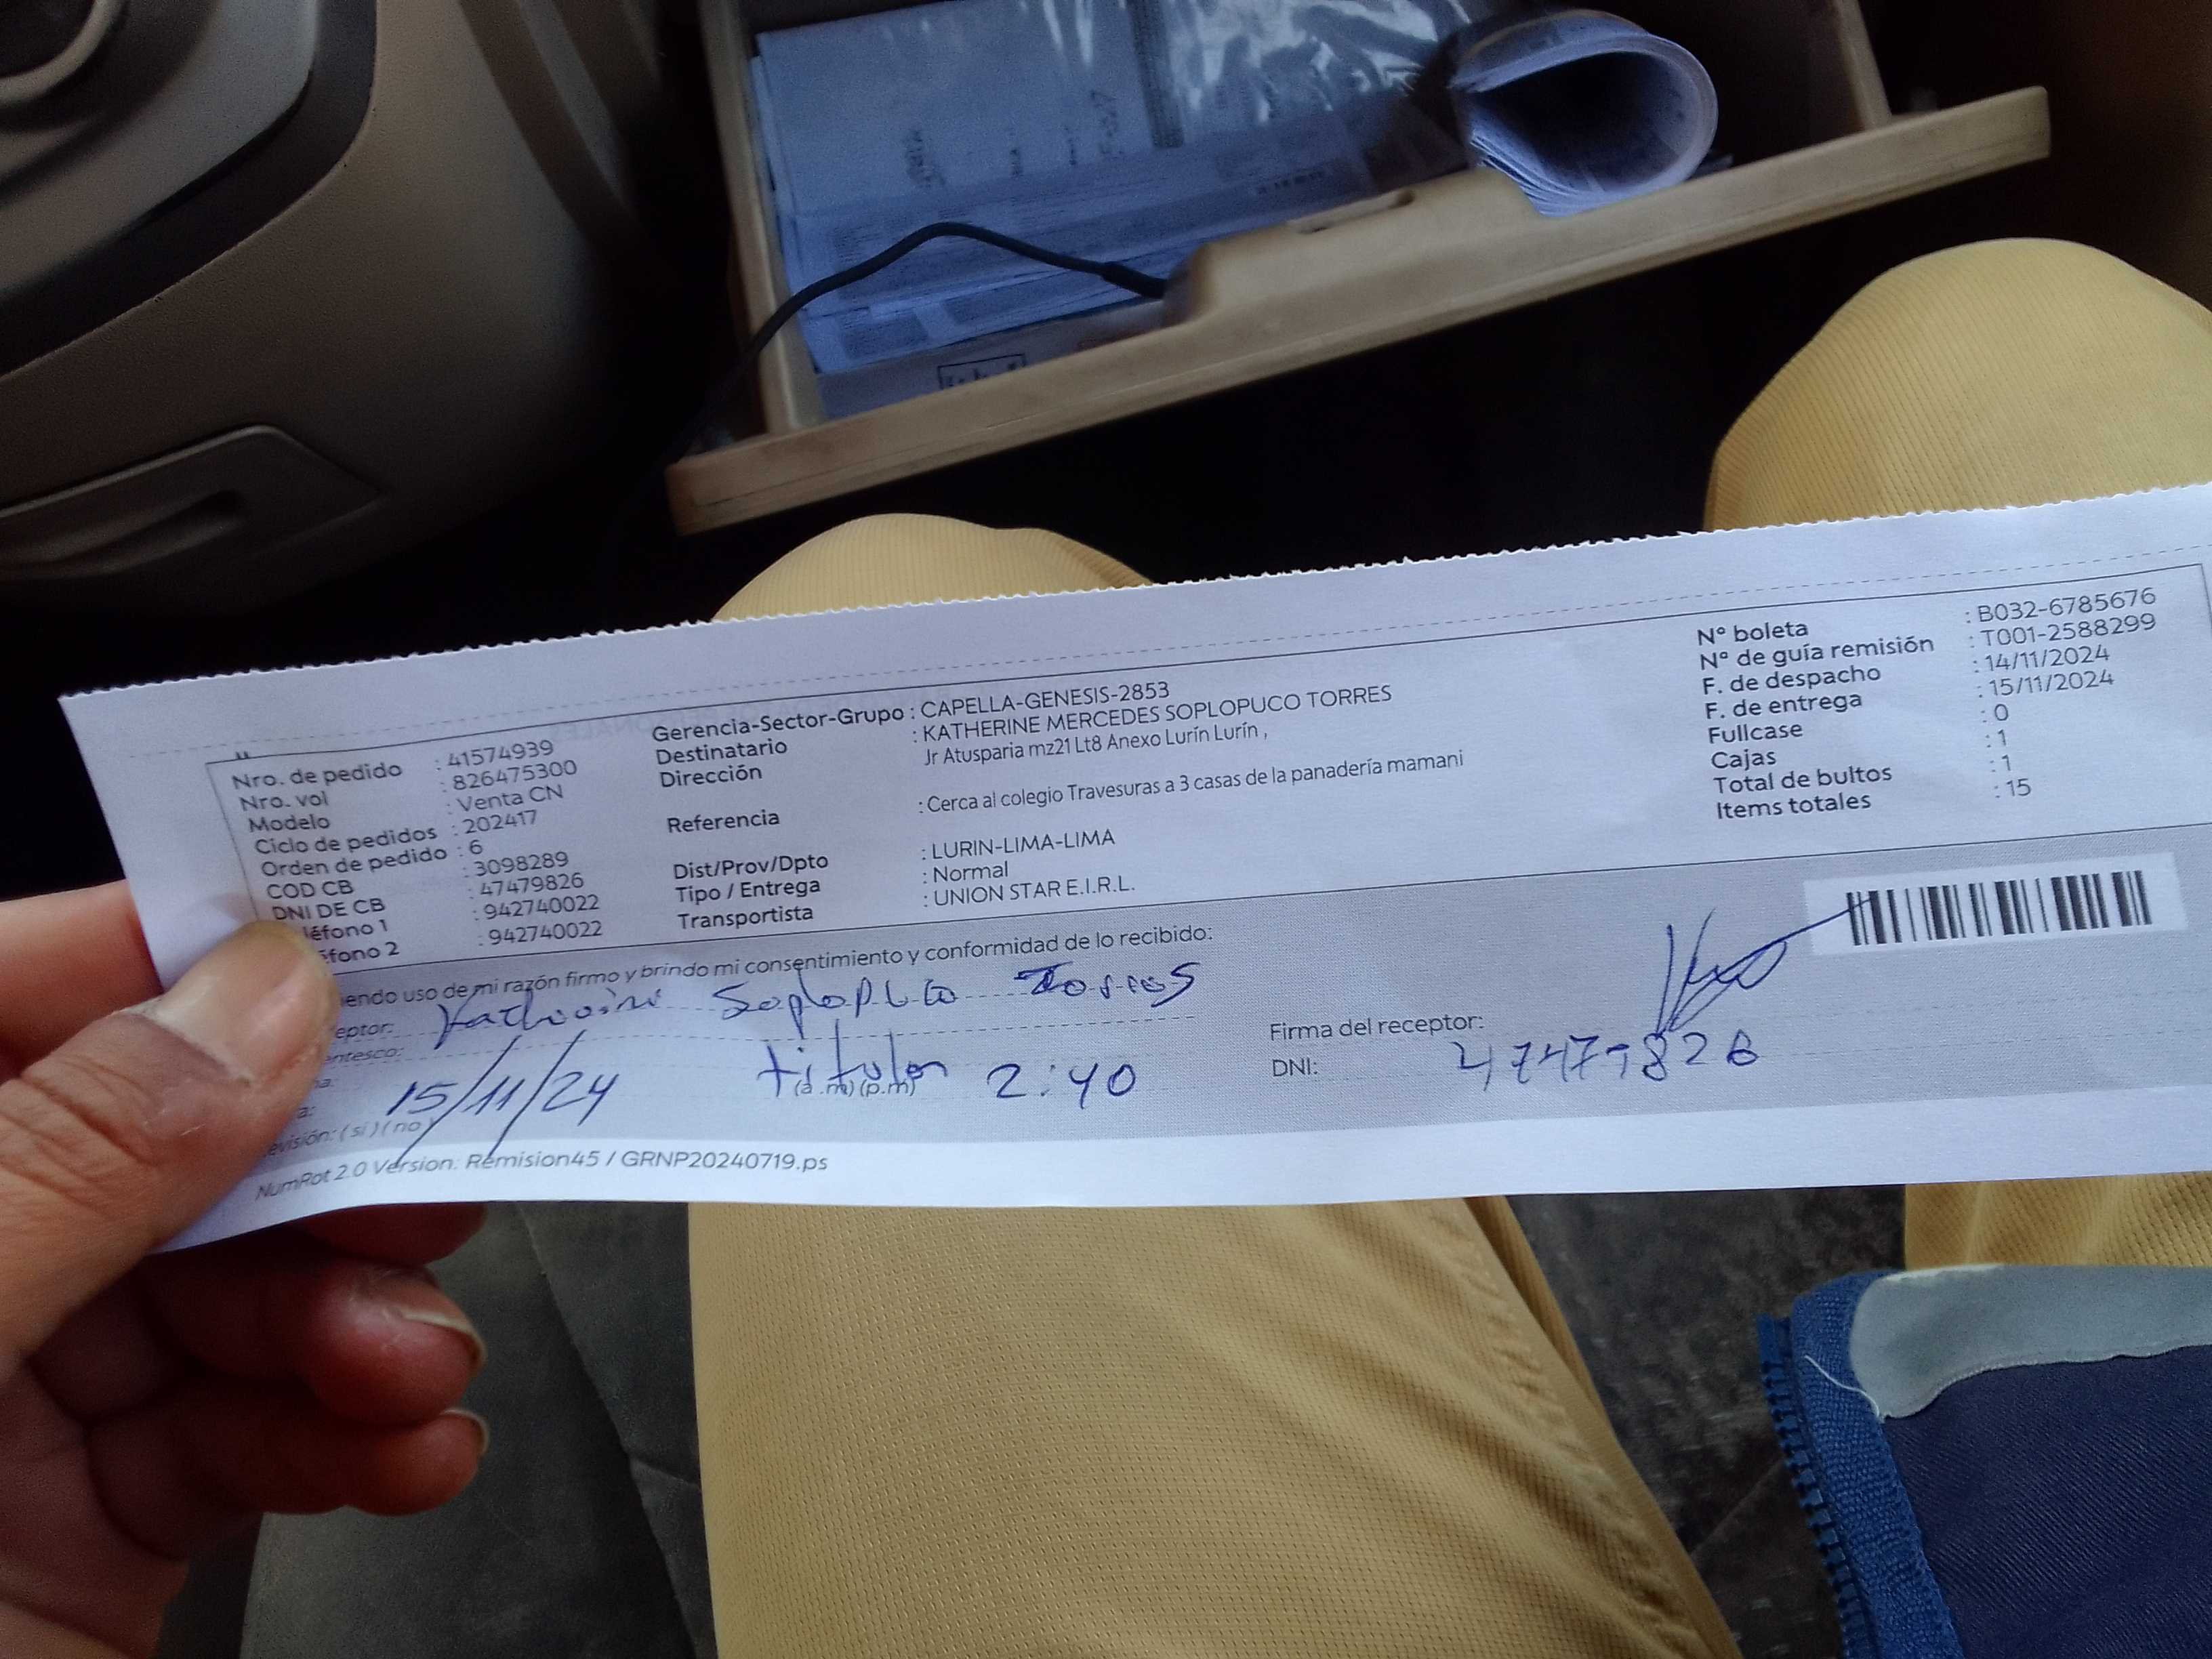 Nro. de pedido : 41574939
Nro. vol : 826475300
Modelo : Venta CN
Ciclo de pedidos : 202417
Orden de pedido : 6
COD CB : 3098289
DNI DE CB : 47479826
léfono 1 : 942740022
éfono 2 : 942740022
Gerencia-Sector-Grupo : CAPELLA-GENESIS-2853
Destinatario : KATHERINE MERCEDES SOPLOPUCO TORRES
Dirección Jr Atusparia mz21 Lt8 Anexo Lurín Lurín ,
Referencia : Cerca al colegio Travesuras a 3 casas de la panadería mamani
Dist/Prov/Dpto : LURIN-LIMA-LIMA
Tipo / Entrega : Normal
Transportista : UNION STAR E.I.R.L.
N° boleta : B032-6785676
N° de guía remisión : T001-2588299
F. de despacho : 14/11/2024
F. de entrega : 15/11/2024
Fullcase : 0
Cajas : 1
Total de bultos : 1
Items totales : 15
iendo uso de mi razón firmo y brindo mi consentimiento y conformidad de lo recibido:
eptor: Soplopuco Torres
entesco: titular
Firma del receptor:
a: 15/11/24 (a.m) (p.m) 2:40
DNI: 47479826
evisión: ( si ) ( no )
NumRot 2.0 Version: Remision45 / GRNP20240719.ps